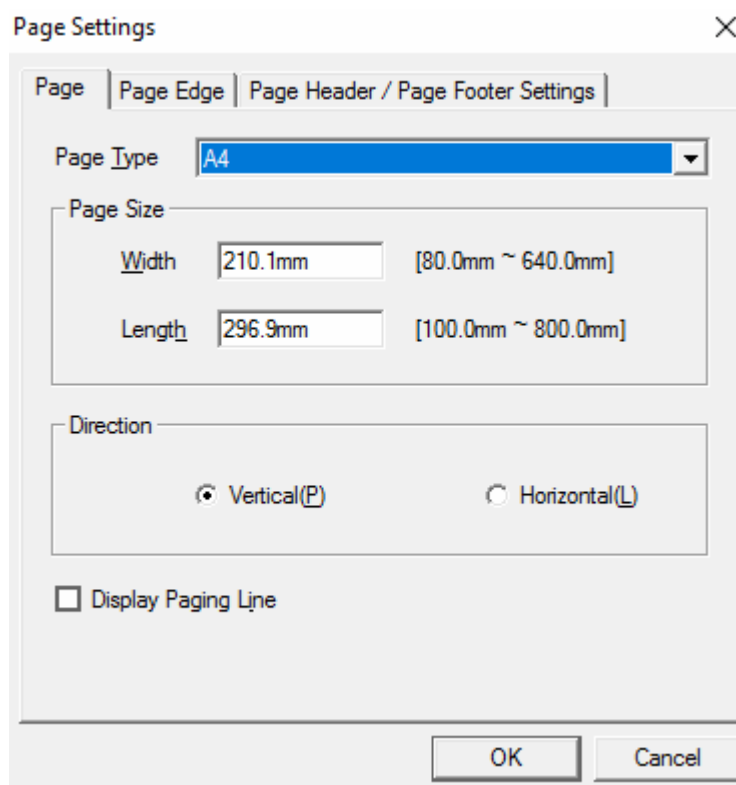 Page Settings
Page Page Edge Page Header / Page Footer Settings
Page Type A4
Page Size
Width 210.1mm [80.0mm ~ 640.0mm]
Length 296.9mm [100.0mm ~ 800.0mm]
Direction
Vertical(P) Horizontal(L)
Display Paging Line
OK Cancel